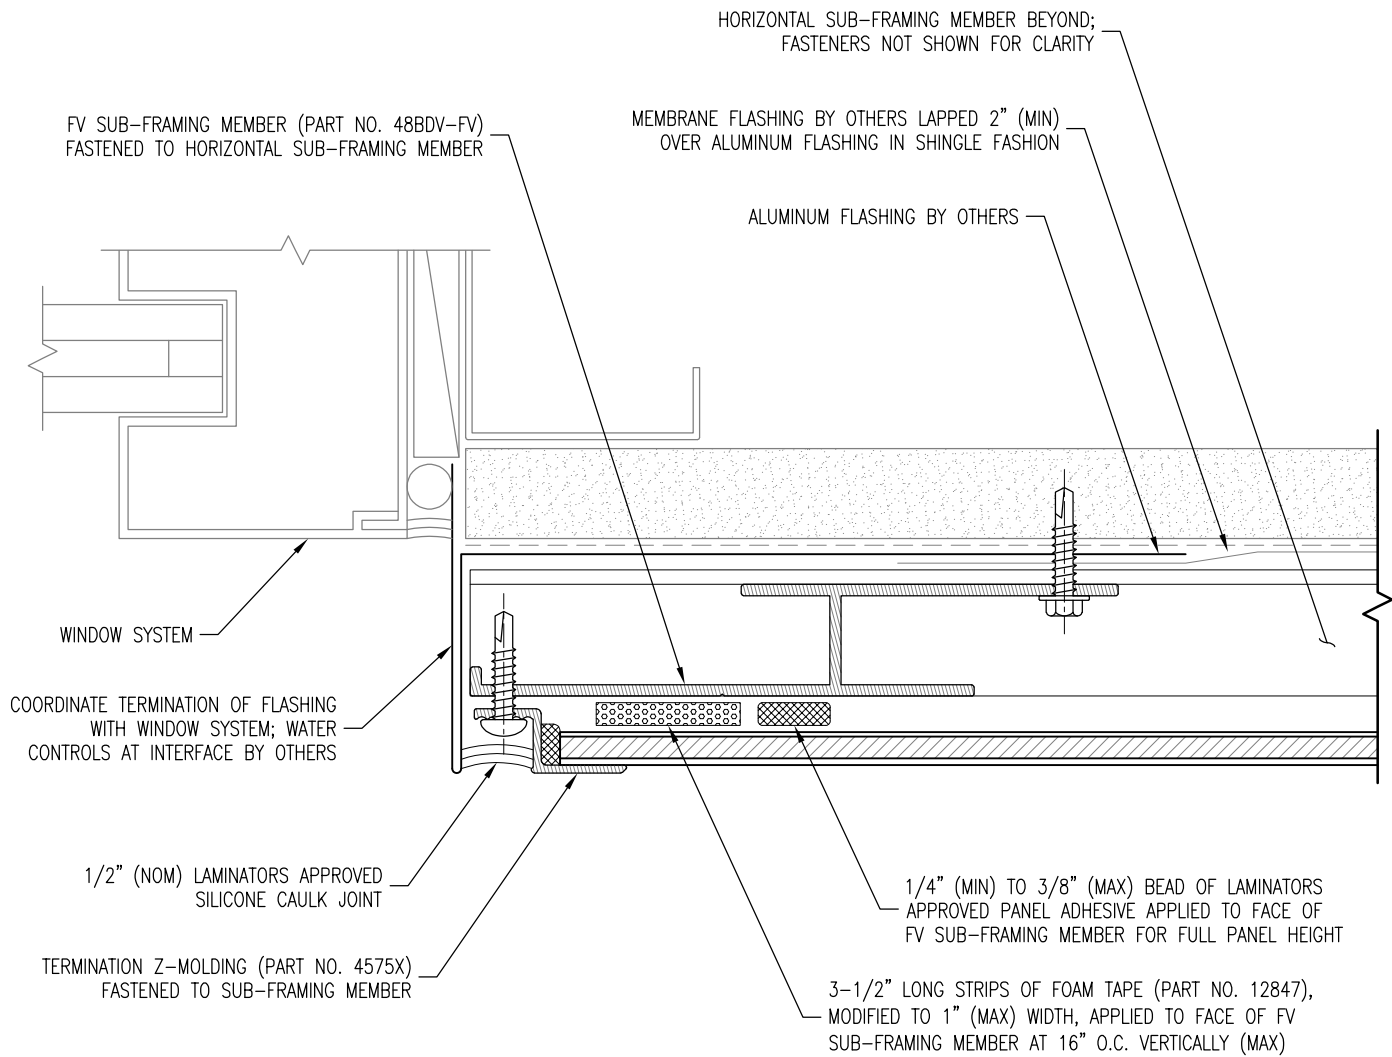 HORIZONTAL SUB-FRAMING MEMBER BEYOND;
FASTENERS NOT SHOWN FOR CLARITY
FV SUB-FRAMING MEMBER (PART NO. 48BDV-FV)
FASTENED TO HORIZONTAL SUB-FRAMING MEMBER
MEMBRANE FLASHING BY OTHERS LAPPED 2" (MIN)
OVER ALUMINUM FLASHING IN SHINGLE FASHION
ALUMINUM FLASHING BY OTHERS
WINDOW SYSTEM
COORDINATE TERMINATION OF FLASHING
WITH WINDOW SYSTEM; WATER
CONTROLS AT INTERFACE BY OTHERS
1/2" (NOM) LAMINATORS APPROVED
SILICONE CAULK JOINT
TERMINATION Z-MOLDING (PART NO. 4575X)
FASTENED TO SUB-FRAMING MEMBER
1/4" (MIN) TO 3/8" (MAX) BEAD OF LAMINATORS
APPROVED PANEL ADHESIVE APPLIED TO FACE OF
FV SUB-FRAMING MEMBER FOR FULL PANEL HEIGHT
3-1/2" LONG STRIPS OF FOAM TAPE (PART NO. 12847),
MODIFIED TO 1" (MAX) WIDTH, APPLIED TO FACE OF FV
SUB-FRAMING MEMBER AT 16" O.C. VERTICALLY (MAX)